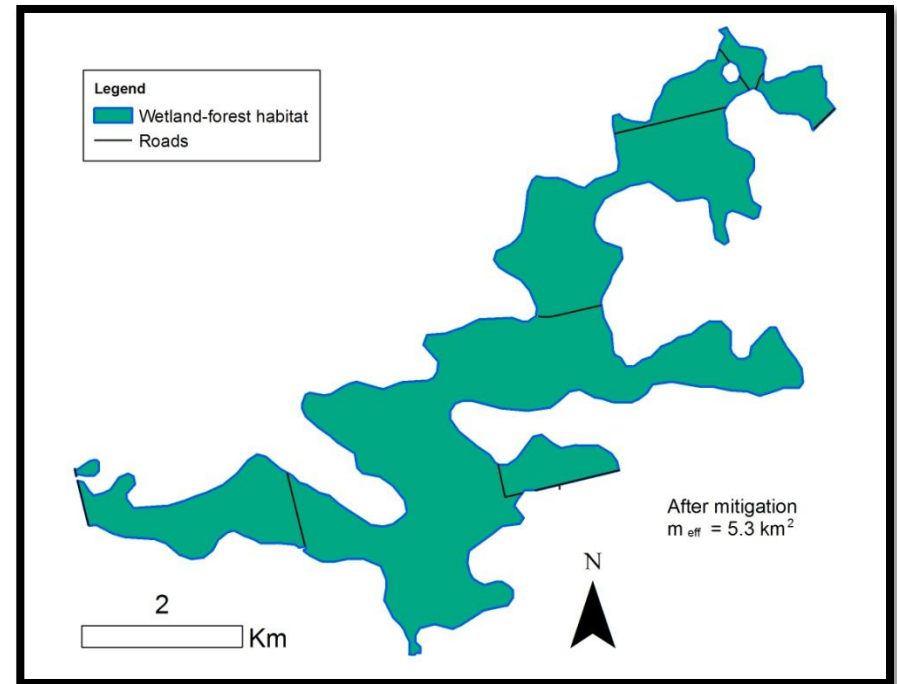 Legend
Wetland-forest habitat
Roads
After mitigation
m eff = 5.3 km²
N
2
Km